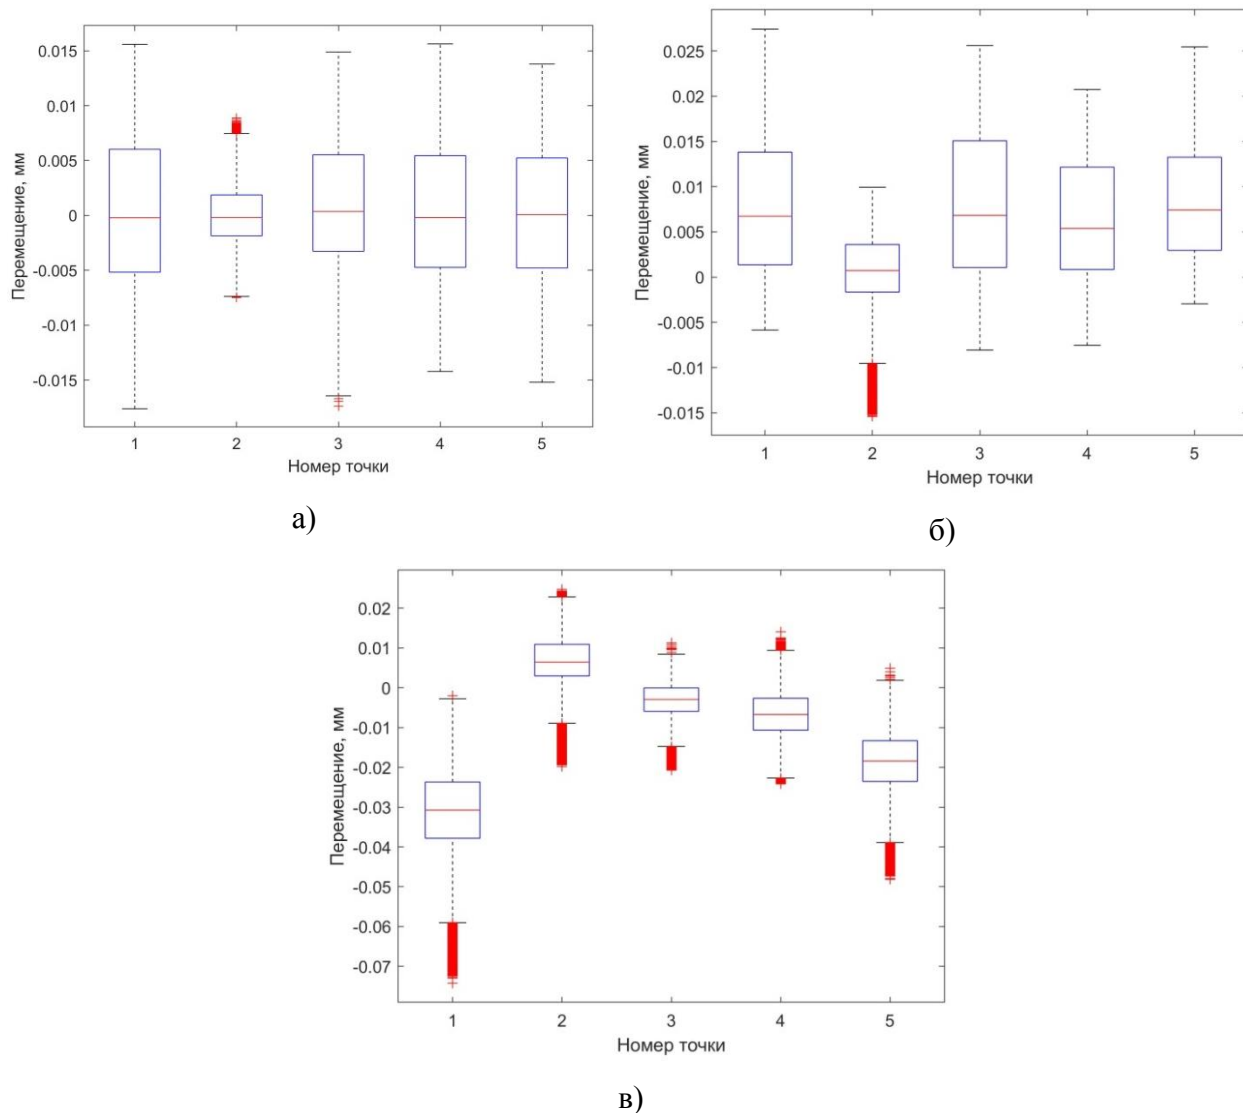 0.015
0.01
0.005
0
-0.005
-0.01
-0.015
Перемещение, мм
1 2 3 4 5
Номер точки
а)
0.025
0.02
0.015
0.01
0.005
0
-0.005
-0.01
-0.015
Перемещение, мм
1 2 3 4 5
Номер точки
б)
0.02
0.01
0
-0.01
-0.02
-0.03
-0.04
-0.05
-0.06
-0.07
Перемещение, мм
1 2 3 4 5
Номер точки
в)